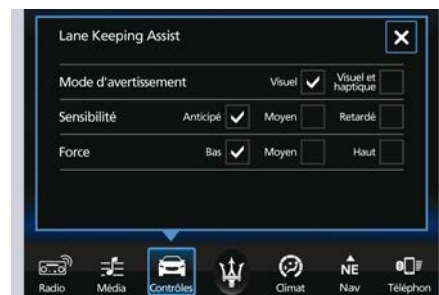 Lane Keeping Assist
Mode d'avertissement Visuel Visuel et haptique
Sensibilité Anticipé Moyen Retardé
Force Bas Moyen Haut
NE
Radio Média Contrôles Climat Nav Téléphon